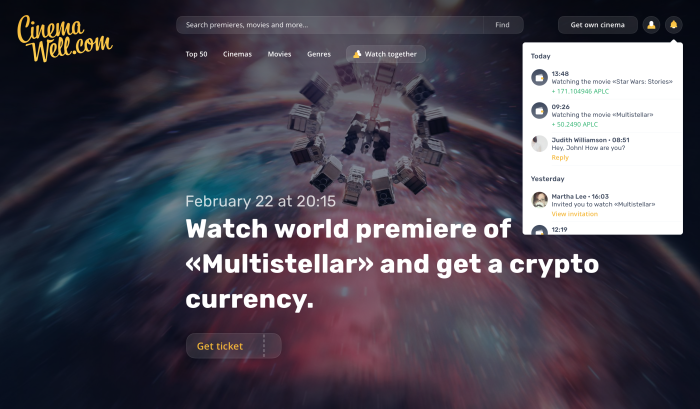 Cinema
Well.com
Search premieres, movies and more...
Find
Get own cinema
Top 50
Cinemas
Movies
Genres
Watch together
Today
13:48
Watching the movie «Star Wars: Stories»
+ 171.104946 APLC
09:26
Watching the movie «Multistellar»
+ 50.2490 APLC
Judith Williamson • 08:51
Hey, John! How are you?
Reply
Yesterday
Martha Lee • 16:03
Invited you to watch «Multistellar»
View invitation
12:19
February 22 at 20:15
Watch world premiere of
«Multistellar» and get a crypto
currency.
Get ticket